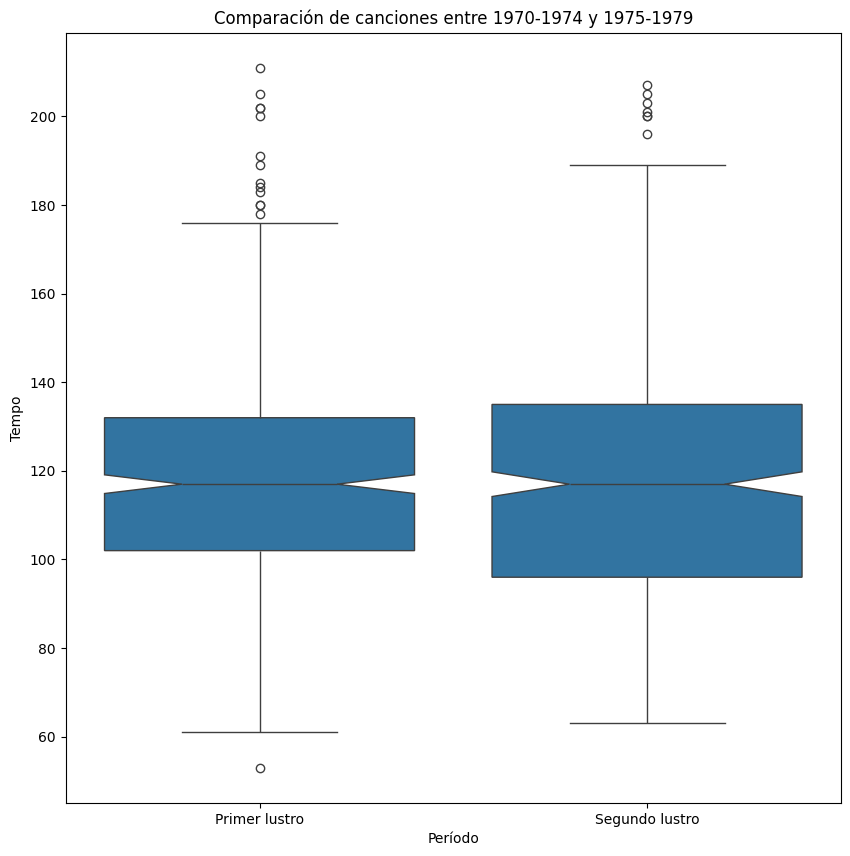 Comparación de canciones entre 1970-1974 y 1975-1979
200
180
160
140
120
100
80
60
Tempo
Primer lustro
Segundo lustro
Período